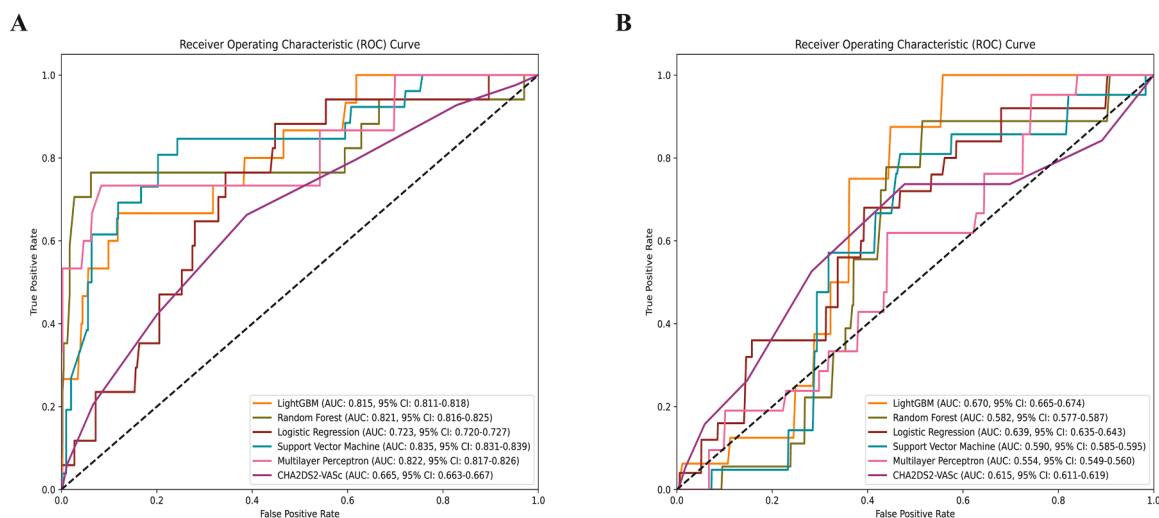 A
Receiver Operating Characteristic (ROC) Curve
True Positive Rate
1.0
0.8
0.6
0.4
0.2
0.0
LightGBM (AUC: 0.815, 95% CI: 0.811-0.818)
Random Forest (AUC: 0.821, 95% CI: 0.816-0.825)
Logistic Regression (AUC: 0.723, 95% CI: 0.720-0.727)
Support Vector Machine (AUC: 0.835, 95% CI: 0.831-0.839)
Multilayer Perceptron (AUC: 0.822, 95% CI: 0.817-0.826)
CHA2DS2-VASc (AUC: 0.665, 95% CI: 0.663-0.667)
0.0 0.2 0.4 0.6 0.8 1.0
False Positive Rate
B
Receiver Operating Characteristic (ROC) Curve
True Positive Rate
1.0
0.8
0.6
0.4
0.2
0.0
LightGBM (AUC: 0.670, 95% CI: 0.665-0.674)
Random Forest (AUC: 0.582, 95% CI: 0.577-0.587)
Logistic Regression (AUC: 0.639, 95% CI: 0.635-0.643)
Support Vector Machine (AUC: 0.590, 95% CI: 0.585-0.595)
Multilayer Perceptron (AUC: 0.554, 95% CI: 0.549-0.560)
CHA2DS2-VASc (AUC: 0.615, 95% CI: 0.611-0.619)
0.0 0.2 0.4 0.6 0.8 1.0
False Positive Rate